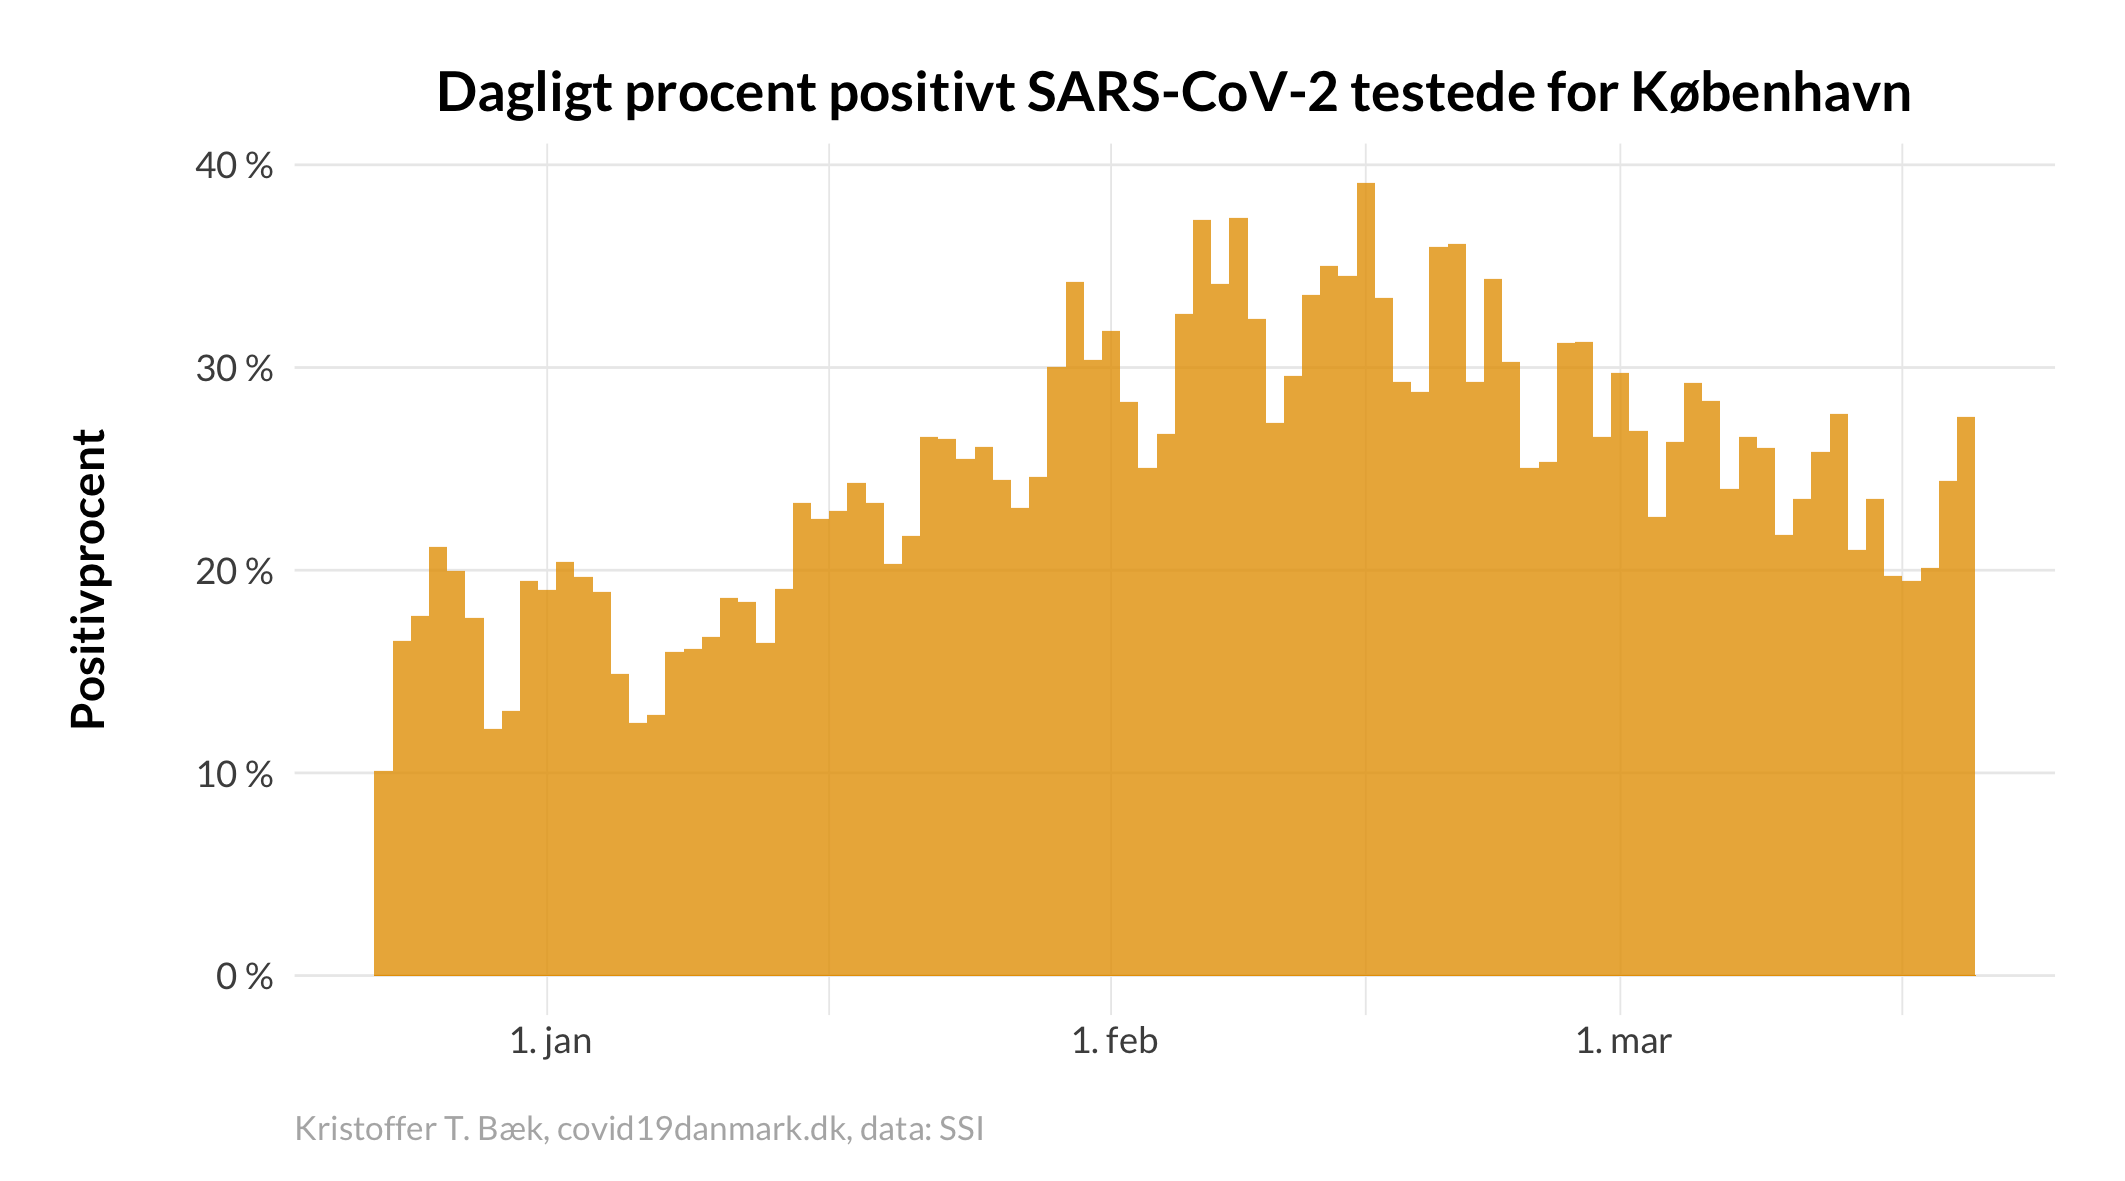 Dagligt procent positivt SARS-CoV-2 testede for København
40 %
30 %
20 %
10 %
0 %
Positivprocent
1. jan
1. feb
1. mar
Kristoffer T. Bæk, covid19danmark.dk, data: SSI